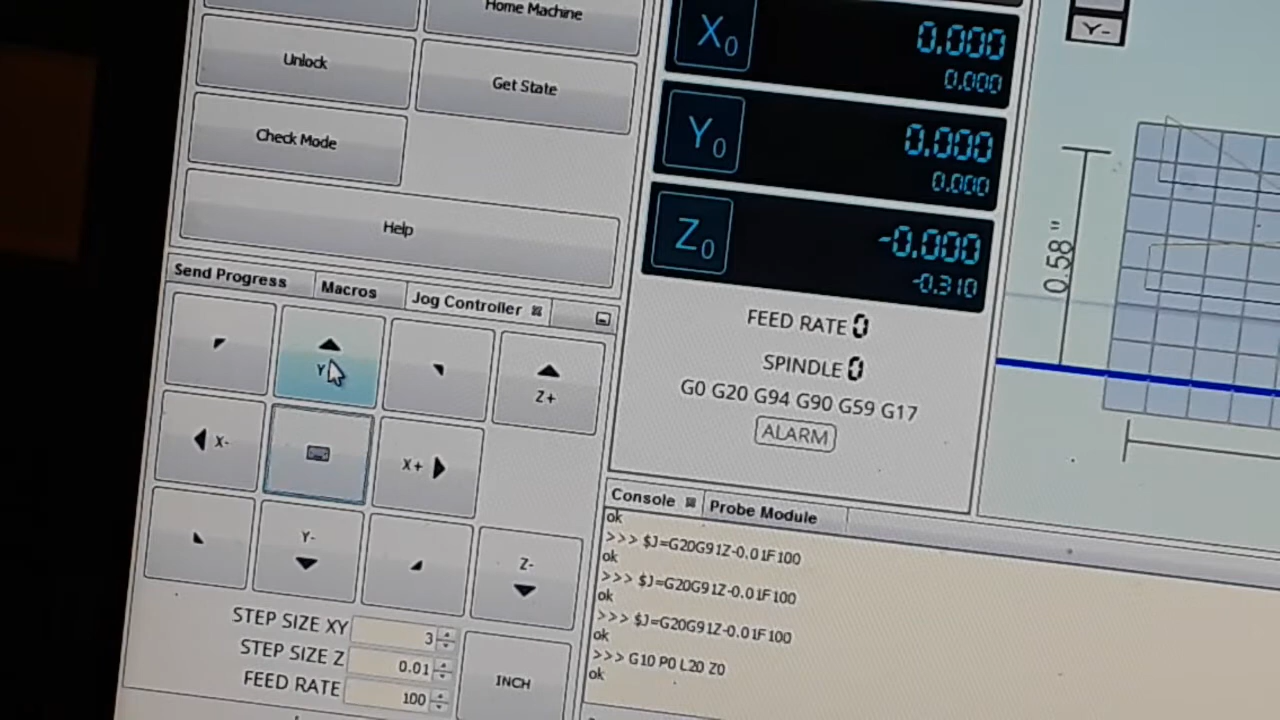 Home Machine
Unlock
Get State
Check Mode
Help
Send Progress
Macros
Jog Controller
Y
Z+
X-
X+
Y-
Z-
STEP SIZE XY
3
STEP SIZE Z
0.01
FEED RATE
100
INCH
X0
0.000
0.000
Y0
0.000
0.000
Z0
-0.000
-0.310
FEED RATE 0
SPINDLE 0
G0 G20 G94 G90 G59 G17
ALARM
Console
Probe Module
ok
>>> $J=G20G91Z-0.01F100
ok
>>> $J=G20G91Z-0.01F100
ok
>>> $J=G20G91Z-0.01F100
ok
>>> G10 P0 L20 Z0
ok
Y-
0.58"